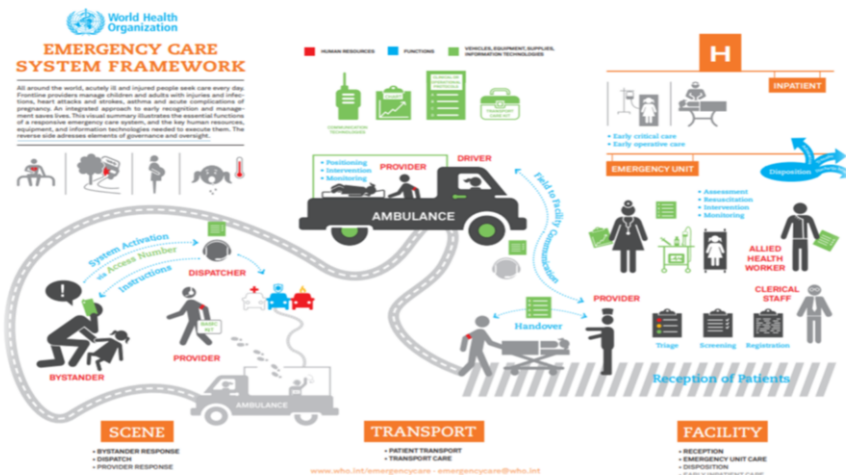 World Health
Organization
EMERGENCY CARE
SYSTEM FRAMEWORK
All around the world, acutely ill and injured people seek care every day.
Frontline providers manage children and adults with injuries and infec-
tions, heart attacks and strokes, asthma and acute complications of
pregnancy. An integrated approach to early recognition and manage-
ment saves lives. This visual summary illustrates the essential functions
of a responsive emergency care system, and the key human resources,
equipment, and information technologies needed to execute them. The
reverse side adresses elements of governance and oversight.
HUMAN RESOURCES
FUNCTIONS
VEHICLES, EQUIPMENT, SUPPLIES,
INFORMATION TECHNOLOGIES
COMMUNICATION
TECHNOLOGIES
H
INPATIENT
• Early critical care
• Early operative care
EMERGENCY UNIT
Disposition
• Assessment
• Resuscitation
• Intervention
• Monitoring
ALLIED
HEALTH
WORKER
CLERICAL
STAFF
• Positioning
• Intervention
• Monitoring
PROVIDER
DRIVER
AMBULANCE
Field to Facility Communication
System Activation
via Access Number
Instructions
DISPATCHER
BYSTANDER
PROVIDER
AMBULANCE
Handover
PROVIDER
Triage
Screening
Registration
Reception of Patients
SCENE
• BYSTANDER RESPONSE
• DISPATCH
• PROVIDER RESPONSE
TRANSPORT
• PATIENT TRANSPORT
• TRANSPORT CARE
FACILITY
• RECEPTION
• EMERGENCY UNIT CARE
• DISPOSITION
• EARLY INPATIENT CARE
www.who.int/emergencycare - emergencycare@who.int